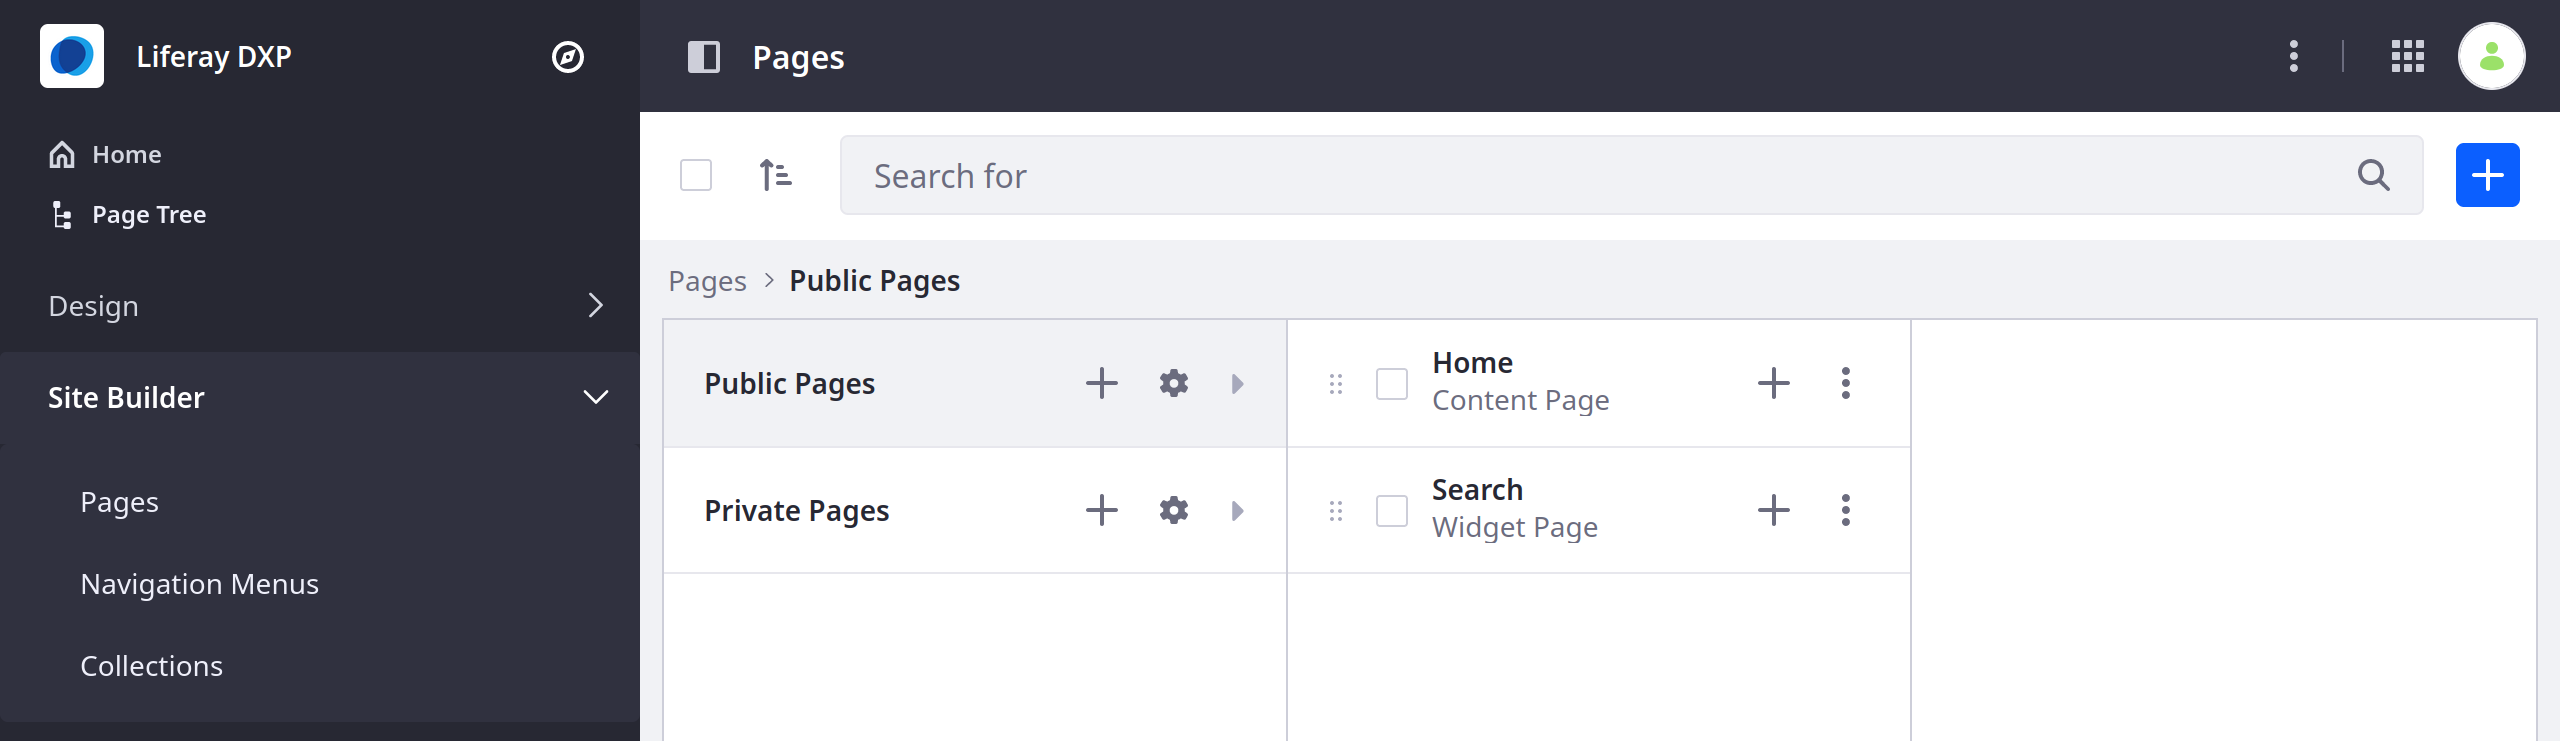 Liferay DXP
Home
Page Tree
Design
Site Builder
Pages
Navigation Menus
Collections
Pages
Search for
Pages > Public Pages
Public Pages
Private Pages
Home
Content Page
Search
Widget Page